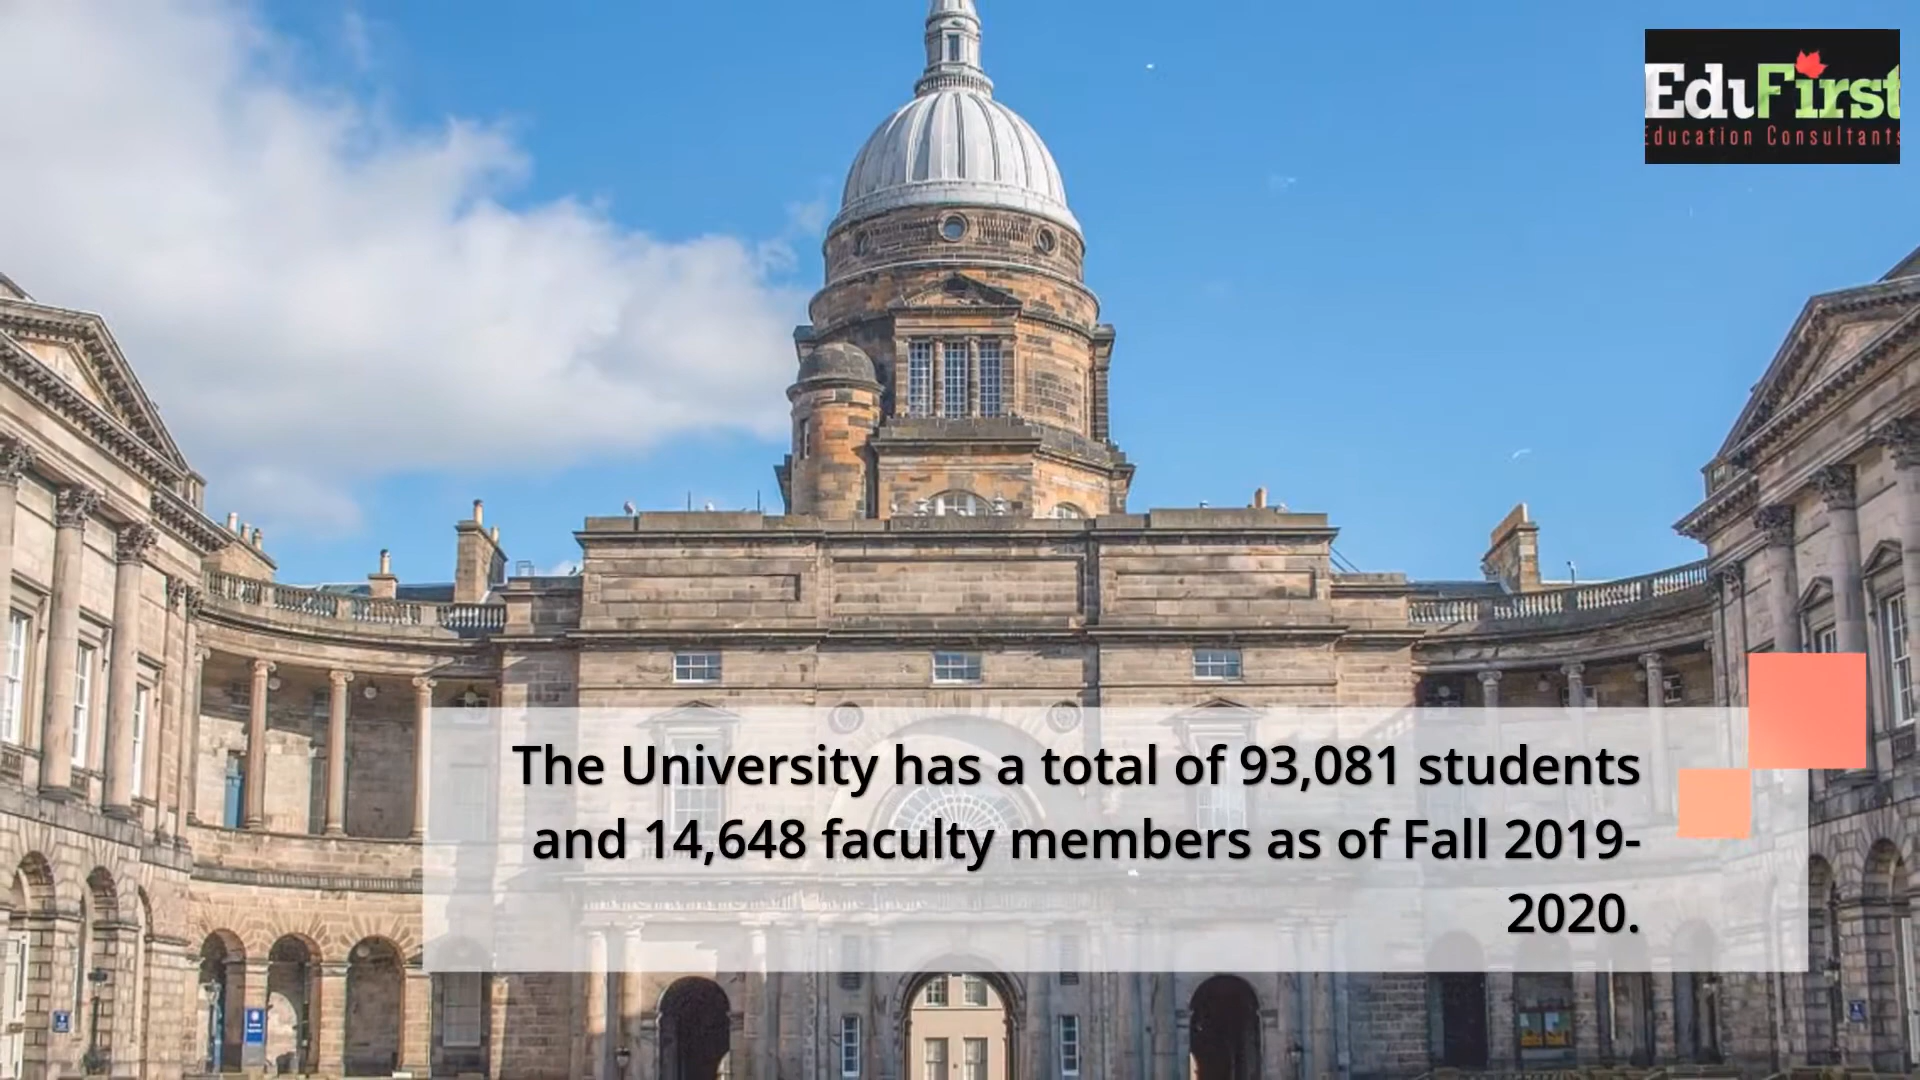 EduFirst
Education Consultants
The University has a total of 93,081 students
and 14,648 faculty members as of Fall 2019-
2020.